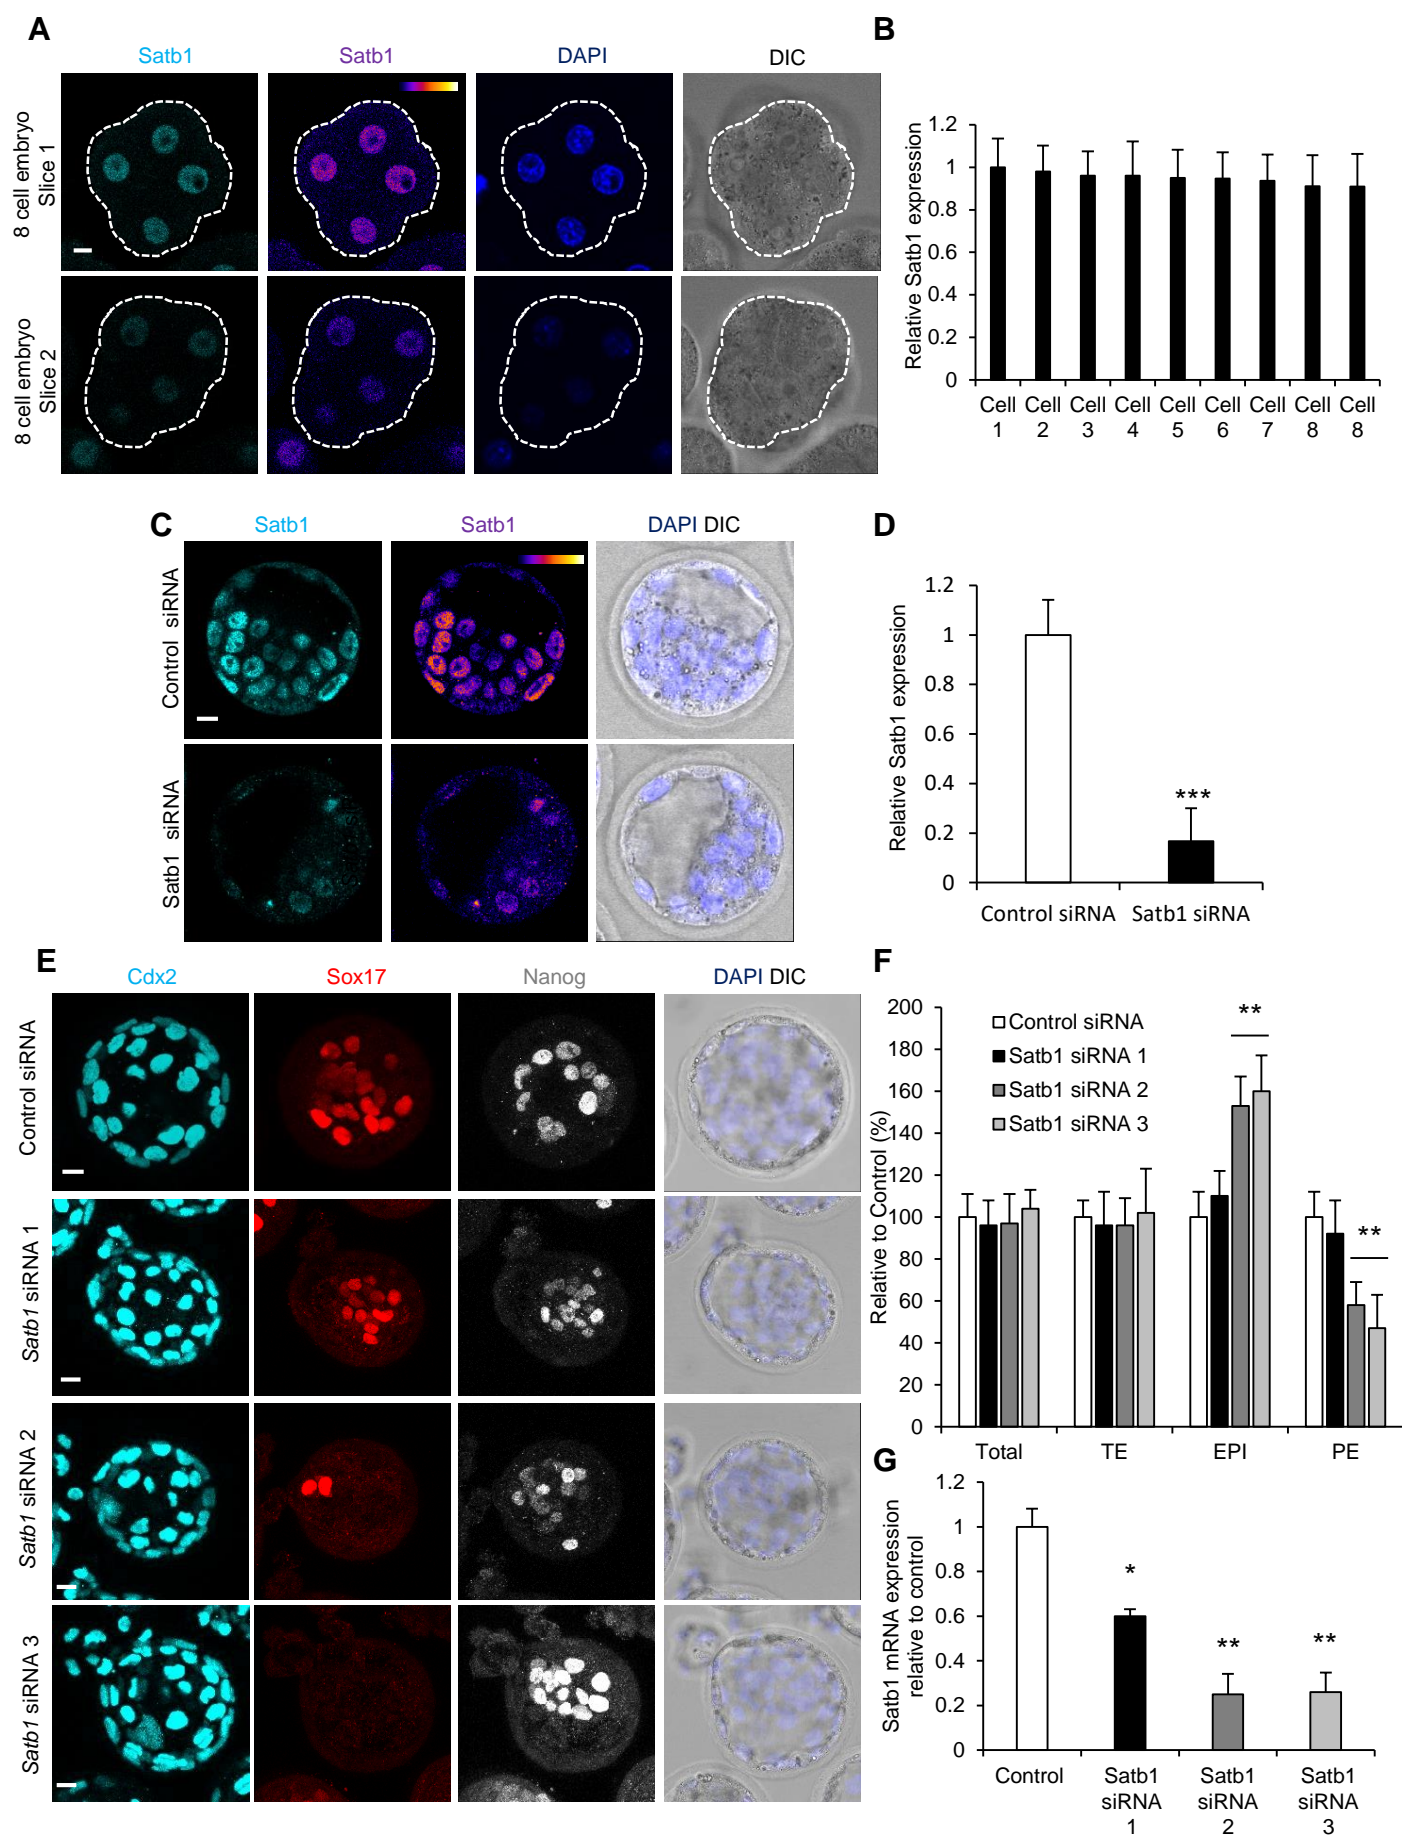 A
Satb1
Satb1
DAPI
DIC
8 cell embryo
Slice 1
8 cell embryo
Slice 2
B
Relative Satb1 expression
1.2
1
0.8
0.6
0.4
0.2
0
Cell Cell Cell Cell Cell Cell Cell Cell Cell
1 2 3 4 5 6 7 8 8
C
Satb1
Satb1
DAPI DIC
Control siRNA
Satb1 siRNA
D
Relative Satb1 expression
1.2
1
0.8
0.6
0.4
0.2
0
***
Control siRNA Satb1 siRNA
E
Cdx2
Sox17
Nanog
DAPI DIC
Control siRNA
Satb1 siRNA 1
Satb1 siRNA 2
Satb1 siRNA 3
F
Relative to Control (%)
200
180
160
140
120
100
80
60
40
20
0
Control siRNA
Satb1 siRNA 1
Satb1 siRNA 2
Satb1 siRNA 3
**
**
Total TE EPI PE
G
Satb1 mRNA expression
relative to control
1.2
1
0.8
0.6
0.4
0.2
0
*
**
**
Control Satb1 Satb1 Satb1
siRNA siRNA siRNA
1 2 3